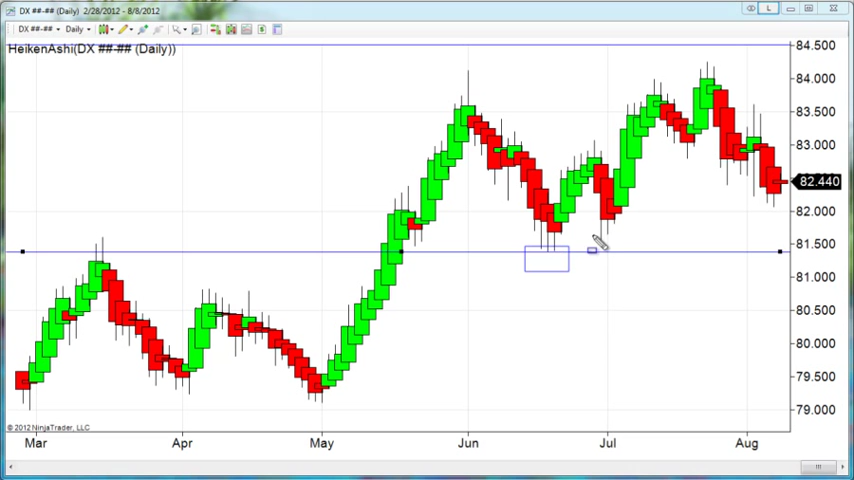 DX ##-## (Daily) 2/28/2012 - 8/8/2012
L
DX ##-## Daily
HeikenAshi(DX ##-## (Daily))
84.500
84.000
83.500
83.000
82.440
82.000
81.500
81.000
80.500
80.000
79.500
79.000
© 2012 NinjaTrader, LLC
Mar Apr May Jun Jul Aug